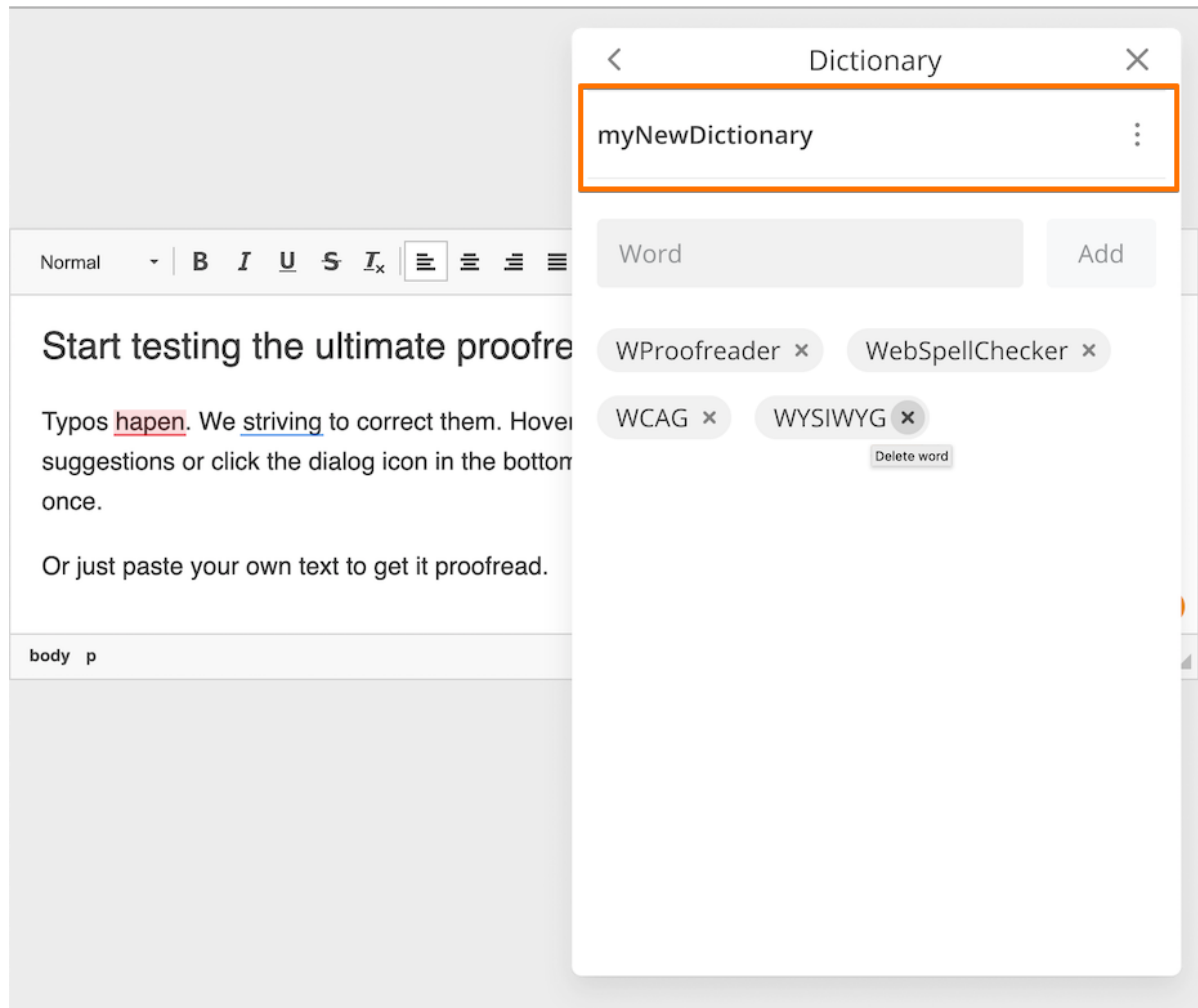 Dictionary
myNewDictionary
Word Add
WProofreader WebSpellChecker
WCAG WYSIWYG
Delete word
Normal B I U S Tx
Start testing the ultimate proofre
Typos hapen. We striving to correct them. Hover
suggestions or click the dialog icon in the bottom
once.
Or just paste your own text to get it proofread.
body p